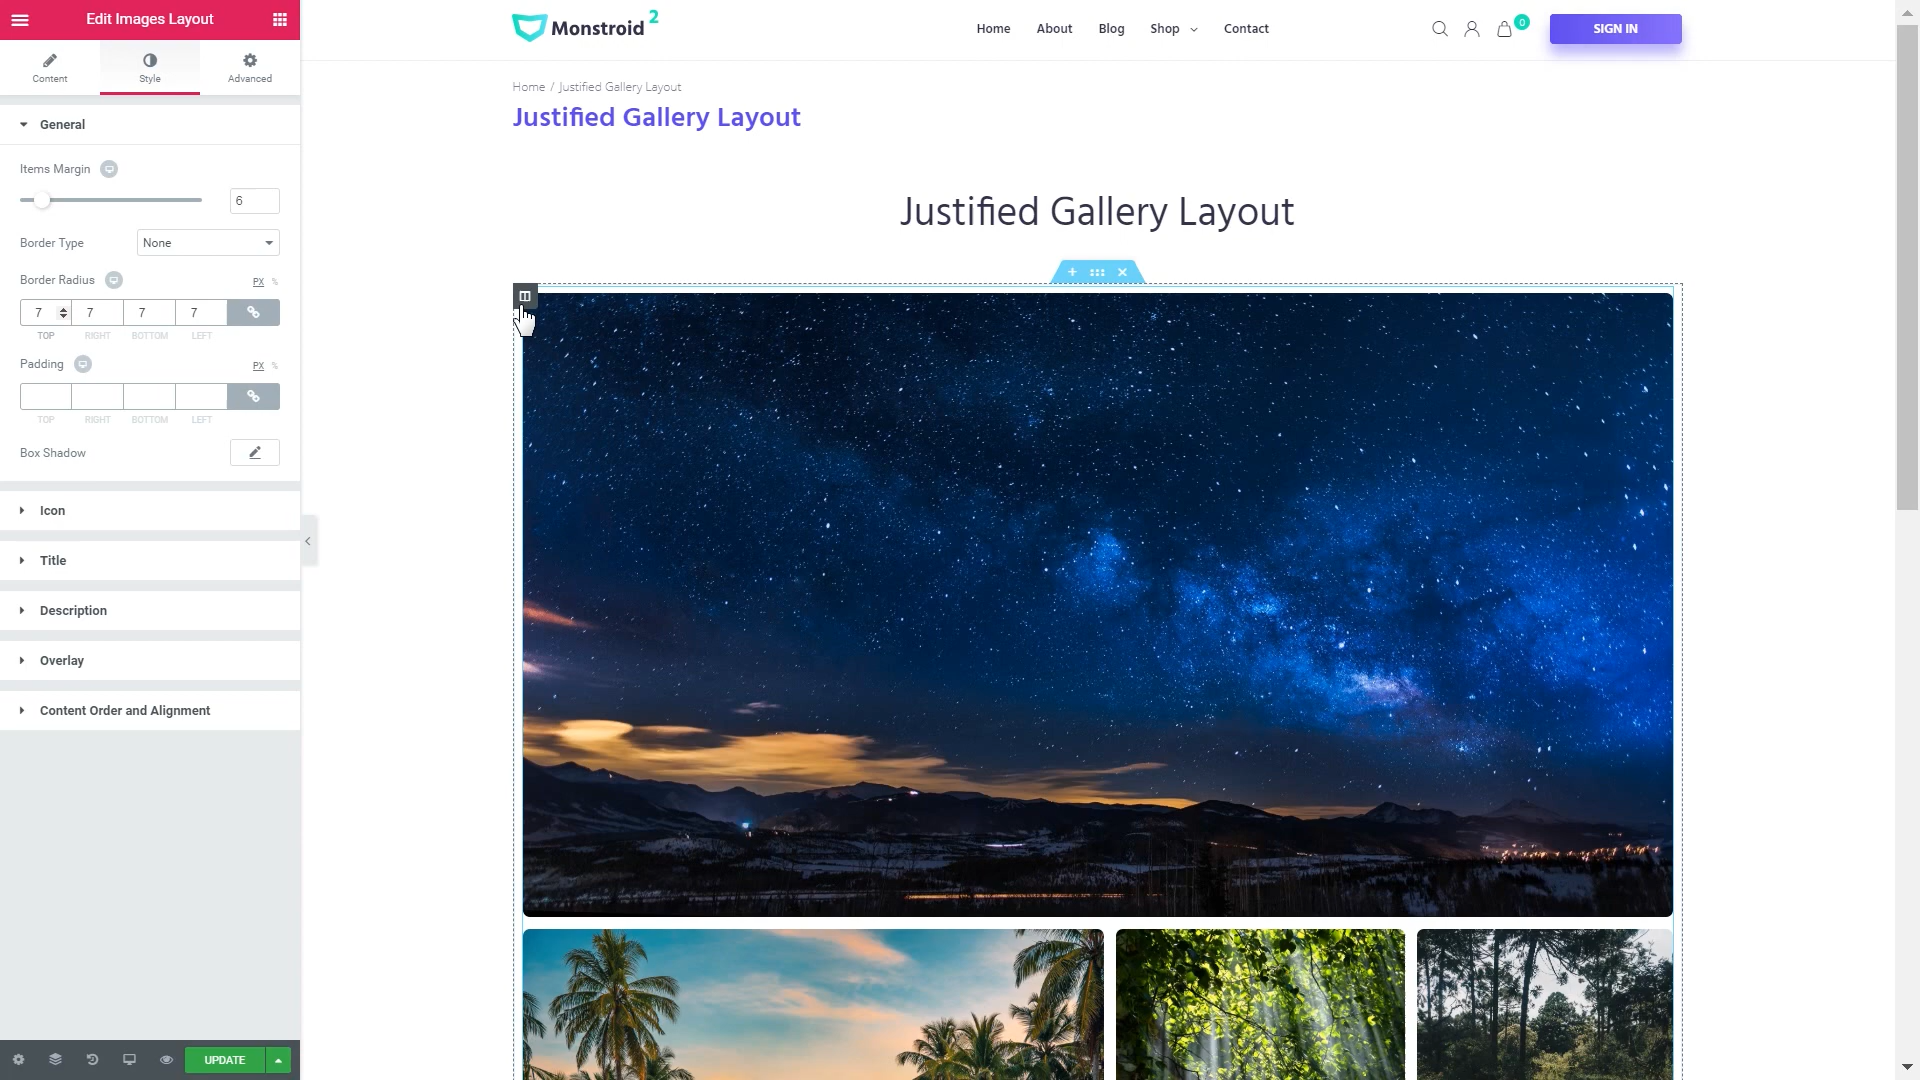 Edit Images Layout
Content
Style
Advanced
General
Items Margin
6
Border Type
None
Border Radius
PX %
7 7 7 7
TOP RIGHT BOTTOM LEFT
Padding
PX %
TOP RIGHT BOTTOM LEFT
Box Shadow
Icon
Title
Description
Overlay
Content Order and Alignment
UPDATE
Monstroid 2
Home About Blog Shop Contact
0
SIGN IN
Home / Justified Gallery Layout
Justified Gallery Layout
Justified Gallery Layout